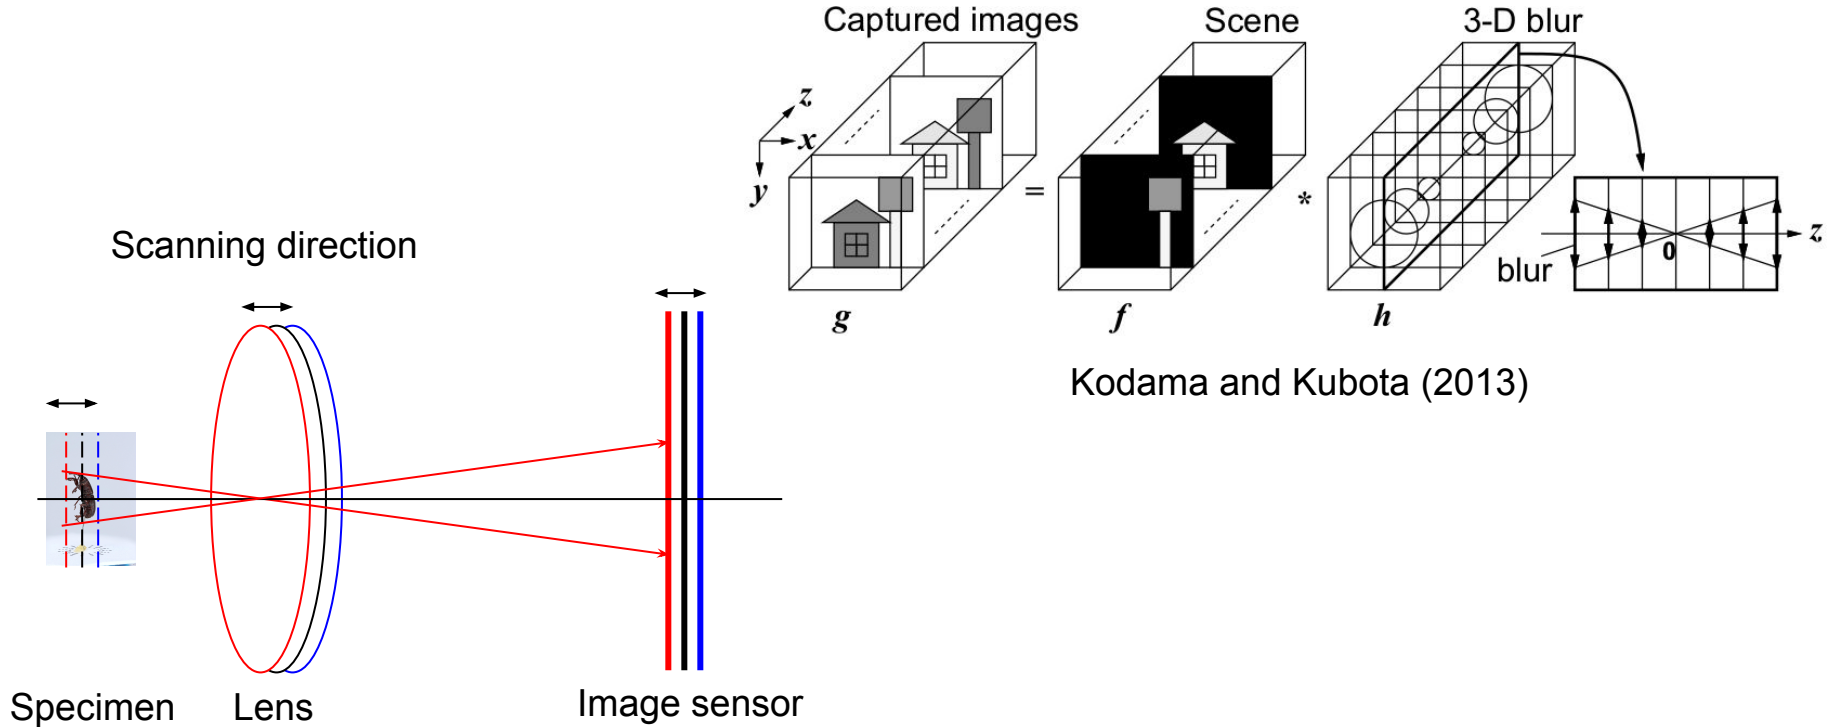 Captured images
Scene
3-D blur
z
x
y
=
*
z
0
blur
g
f
h
Kodama and Kubota (2013)
Scanning direction
Specimen
Lens
Image sensor